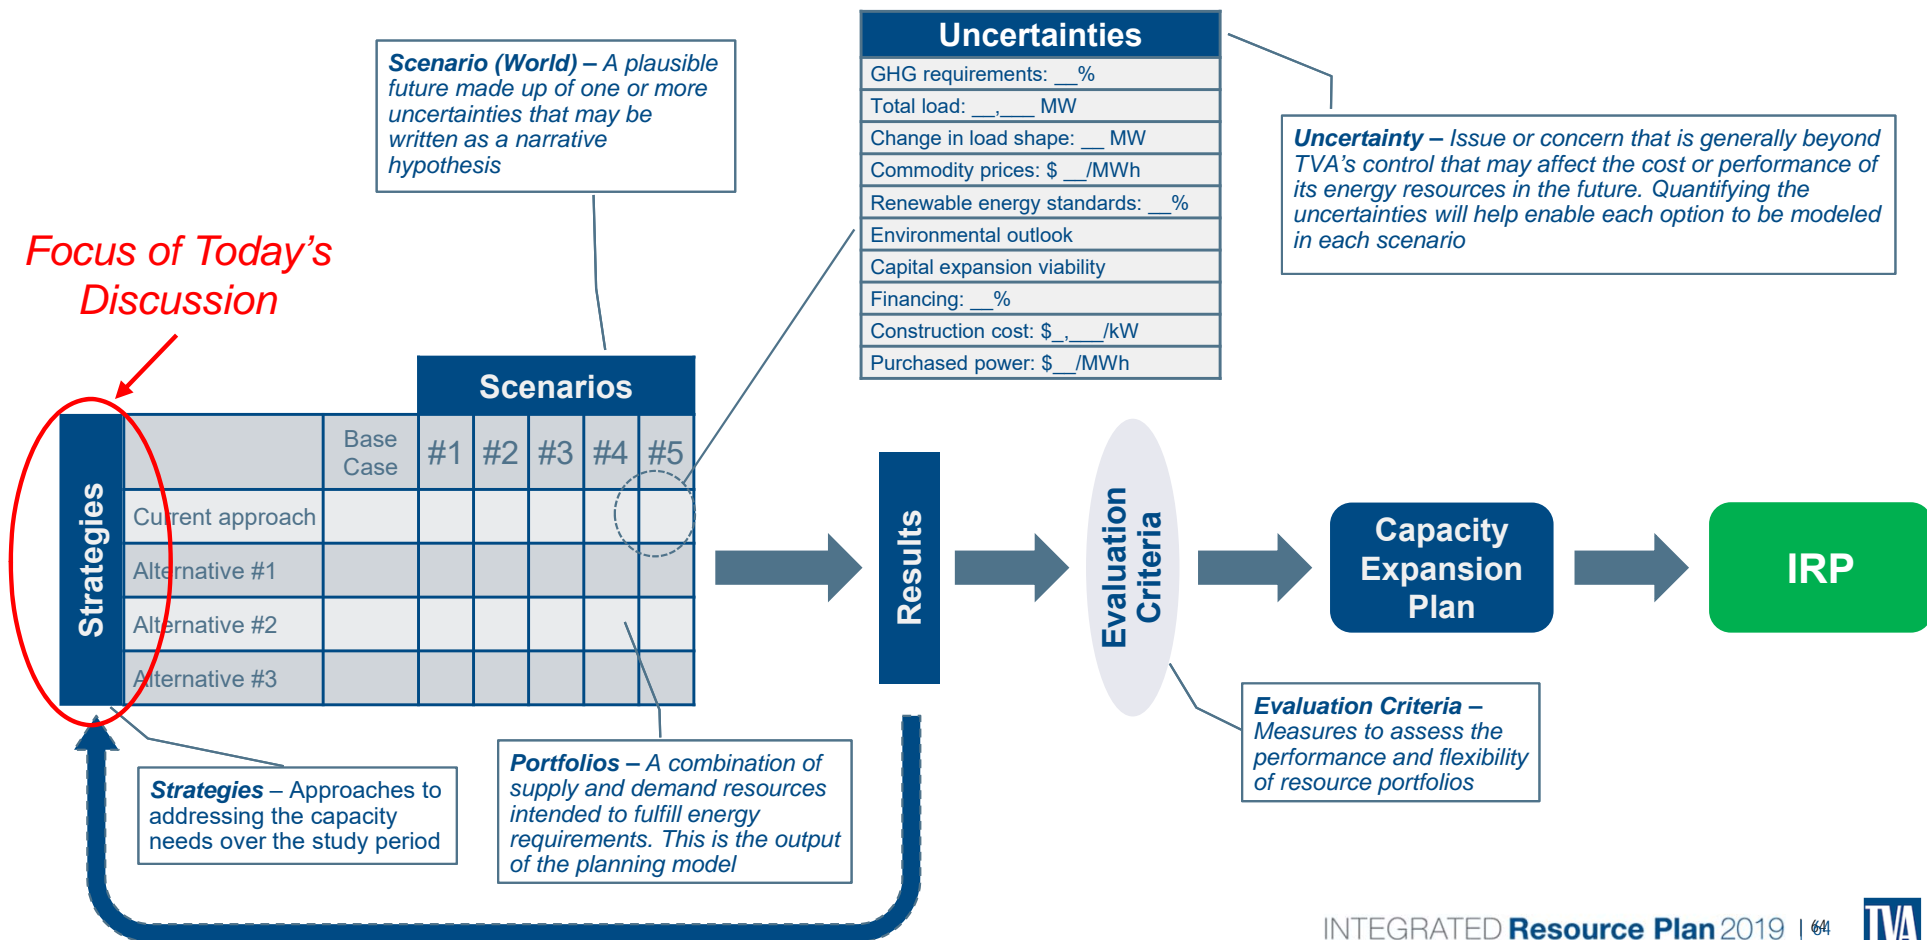 Uncertainties
GHG requirements: __%
Total load: __,___ MW
Change in load shape: __ MW
Commodity prices: $ __/MWh
Renewable energy standards: __%
Environmental outlook
Capital expansion viability
Financing: __%
Construction cost: $_,___/kW
Purchased power: $__/MWh
Scenario (World) – A plausible
future made up of one or more
uncertainties that may be
written as a narrative
hypothesis
Uncertainty – Issue or concern that is generally beyond
TVA's control that may affect the cost or performance of
its energy resources in the future. Quantifying the
uncertainties will help enable each option to be modeled
in each scenario
Focus of Today's
Discussion
Scenarios
Strategies
Base
Case
#1 #2 #3 #4 #5
Current approach
Alternative #1
Alternative #2
Alternative #3
Results
Evaluation
Criteria
Capacity
Expansion
Plan
IRP
Strategies – Approaches to
addressing the capacity
needs over the study period
Portfolios – A combination of
supply and demand resources
intended to fulfill energy
requirements. This is the output
of the planning model
Evaluation Criteria –
Measures to assess the
performance and flexibility
of resource portfolios
INTEGRATED Resource Plan 2019 |
TVA